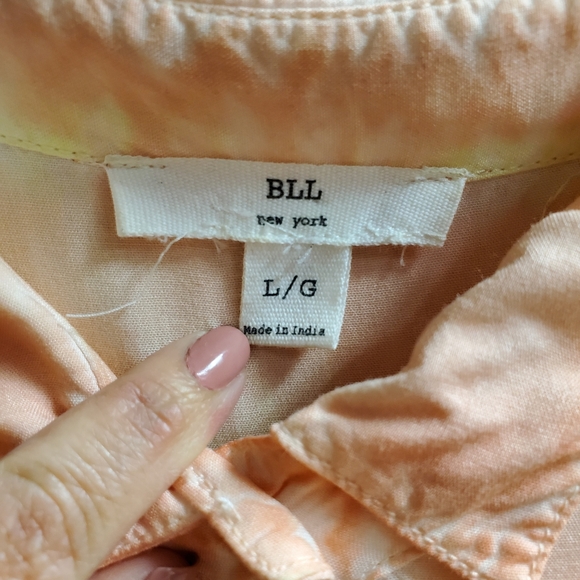 BLL
new york
L/G
Made in India